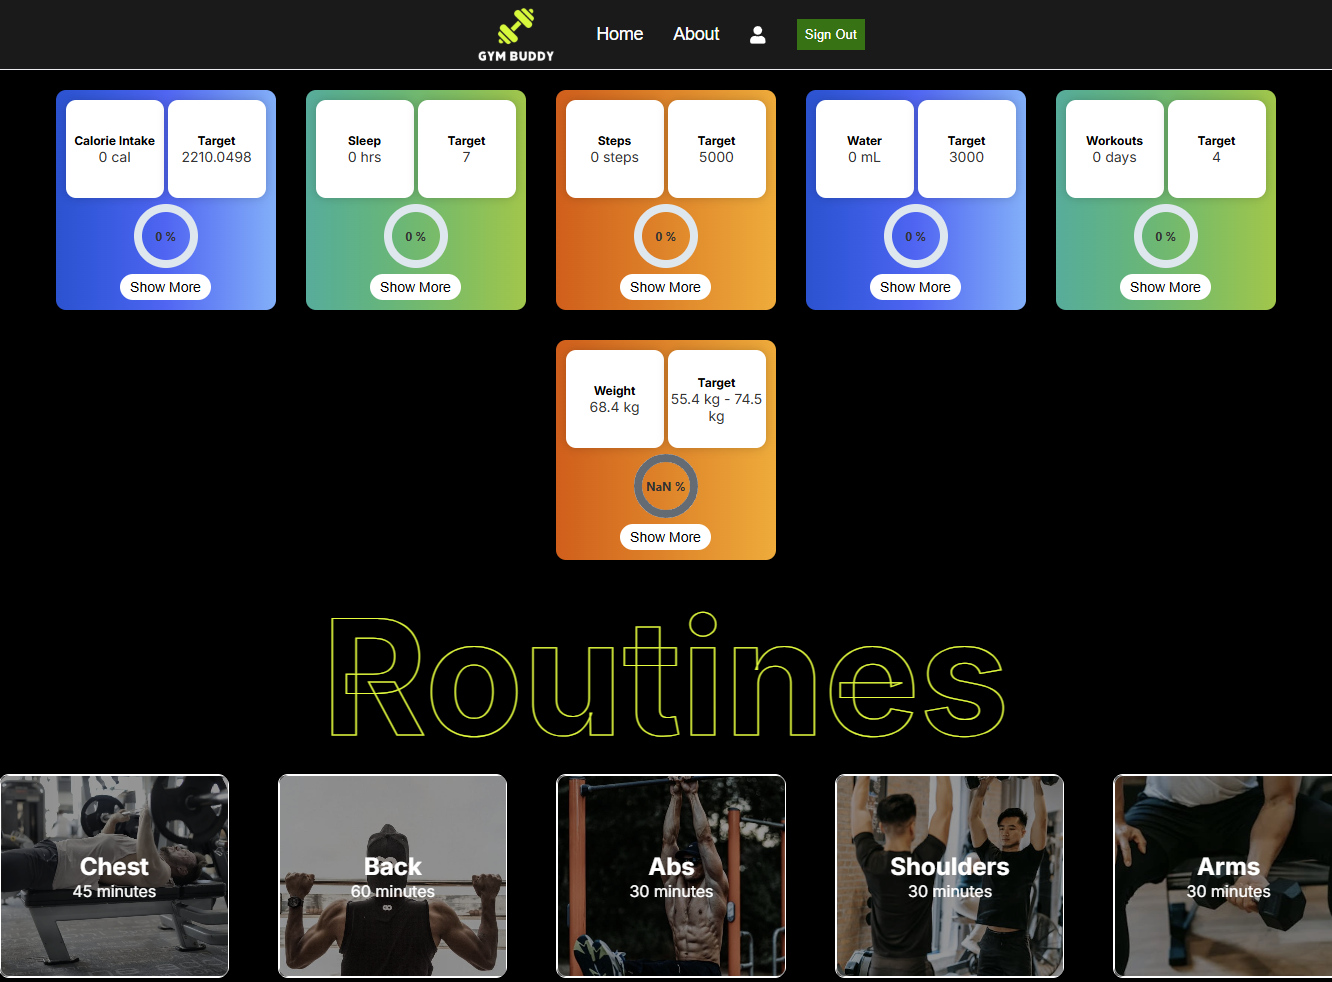 GYM BUDDY
Home
About
Sign Out
Calorie Intake
0 cal
Target
2210.0498
0 %
Show More
Sleep
0 hrs
Target
7
0 %
Show More
Steps
0 steps
Target
5000
0 %
Show More
Water
0 mL
Target
3000
0 %
Show More
Workouts
0 days
Target
4
0 %
Show More
Weight
68.4 kg
Target
55.4 kg - 74.5
kg
NaN %
Show More
Routines
Chest
45 minutes
Back
60 minutes
Abs
30 minutes
Shoulders
30 minutes
Arms
30 minutes